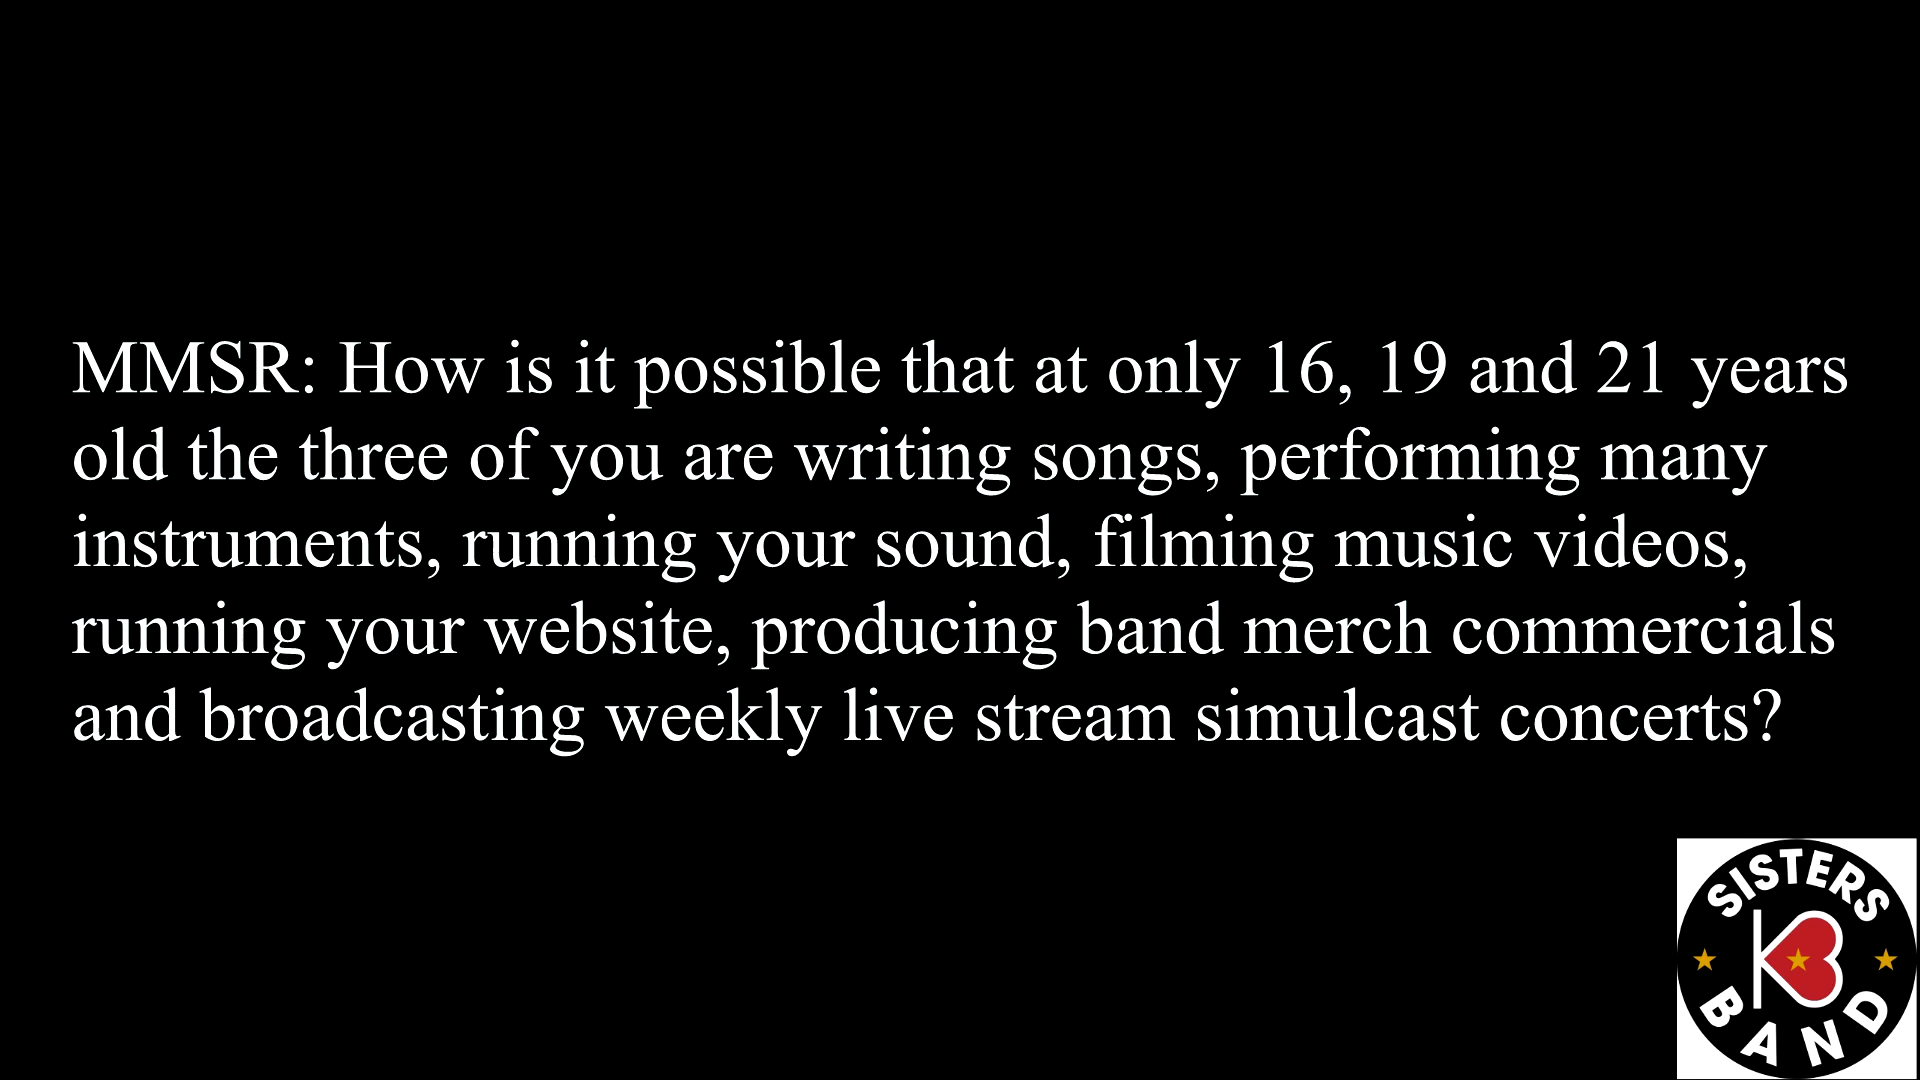 MMSR: How is it possible that at only 16, 19 and 21 years
old the three of you are writing songs, performing many
instruments, running your sound, filming music videos,
running your website, producing band merch commercials
and broadcasting weekly live stream simulcast concerts?
SISTERS
K3
BAND